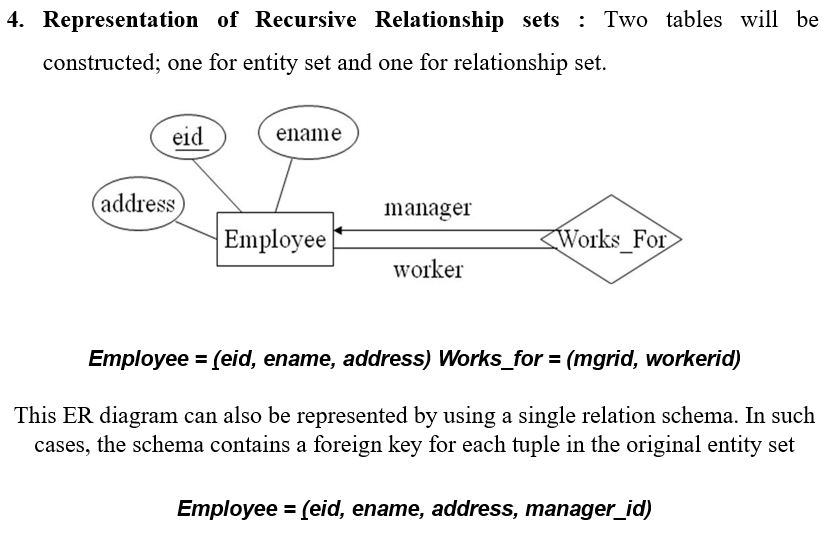 4. Representation of Recursive Relationship sets : Two tables will be
constructed; one for entity set and one for relationship set.
eid
ename
address
manager
Employee
Works_For
worker
Employee = (eid, ename, address) Works_for = (mgrid, workerid)
This ER diagram can also be represented by using a single relation schema. In such
cases, the schema contains a foreign key for each tuple in the original entity set
Employee = (eid, ename, address, manager_id)